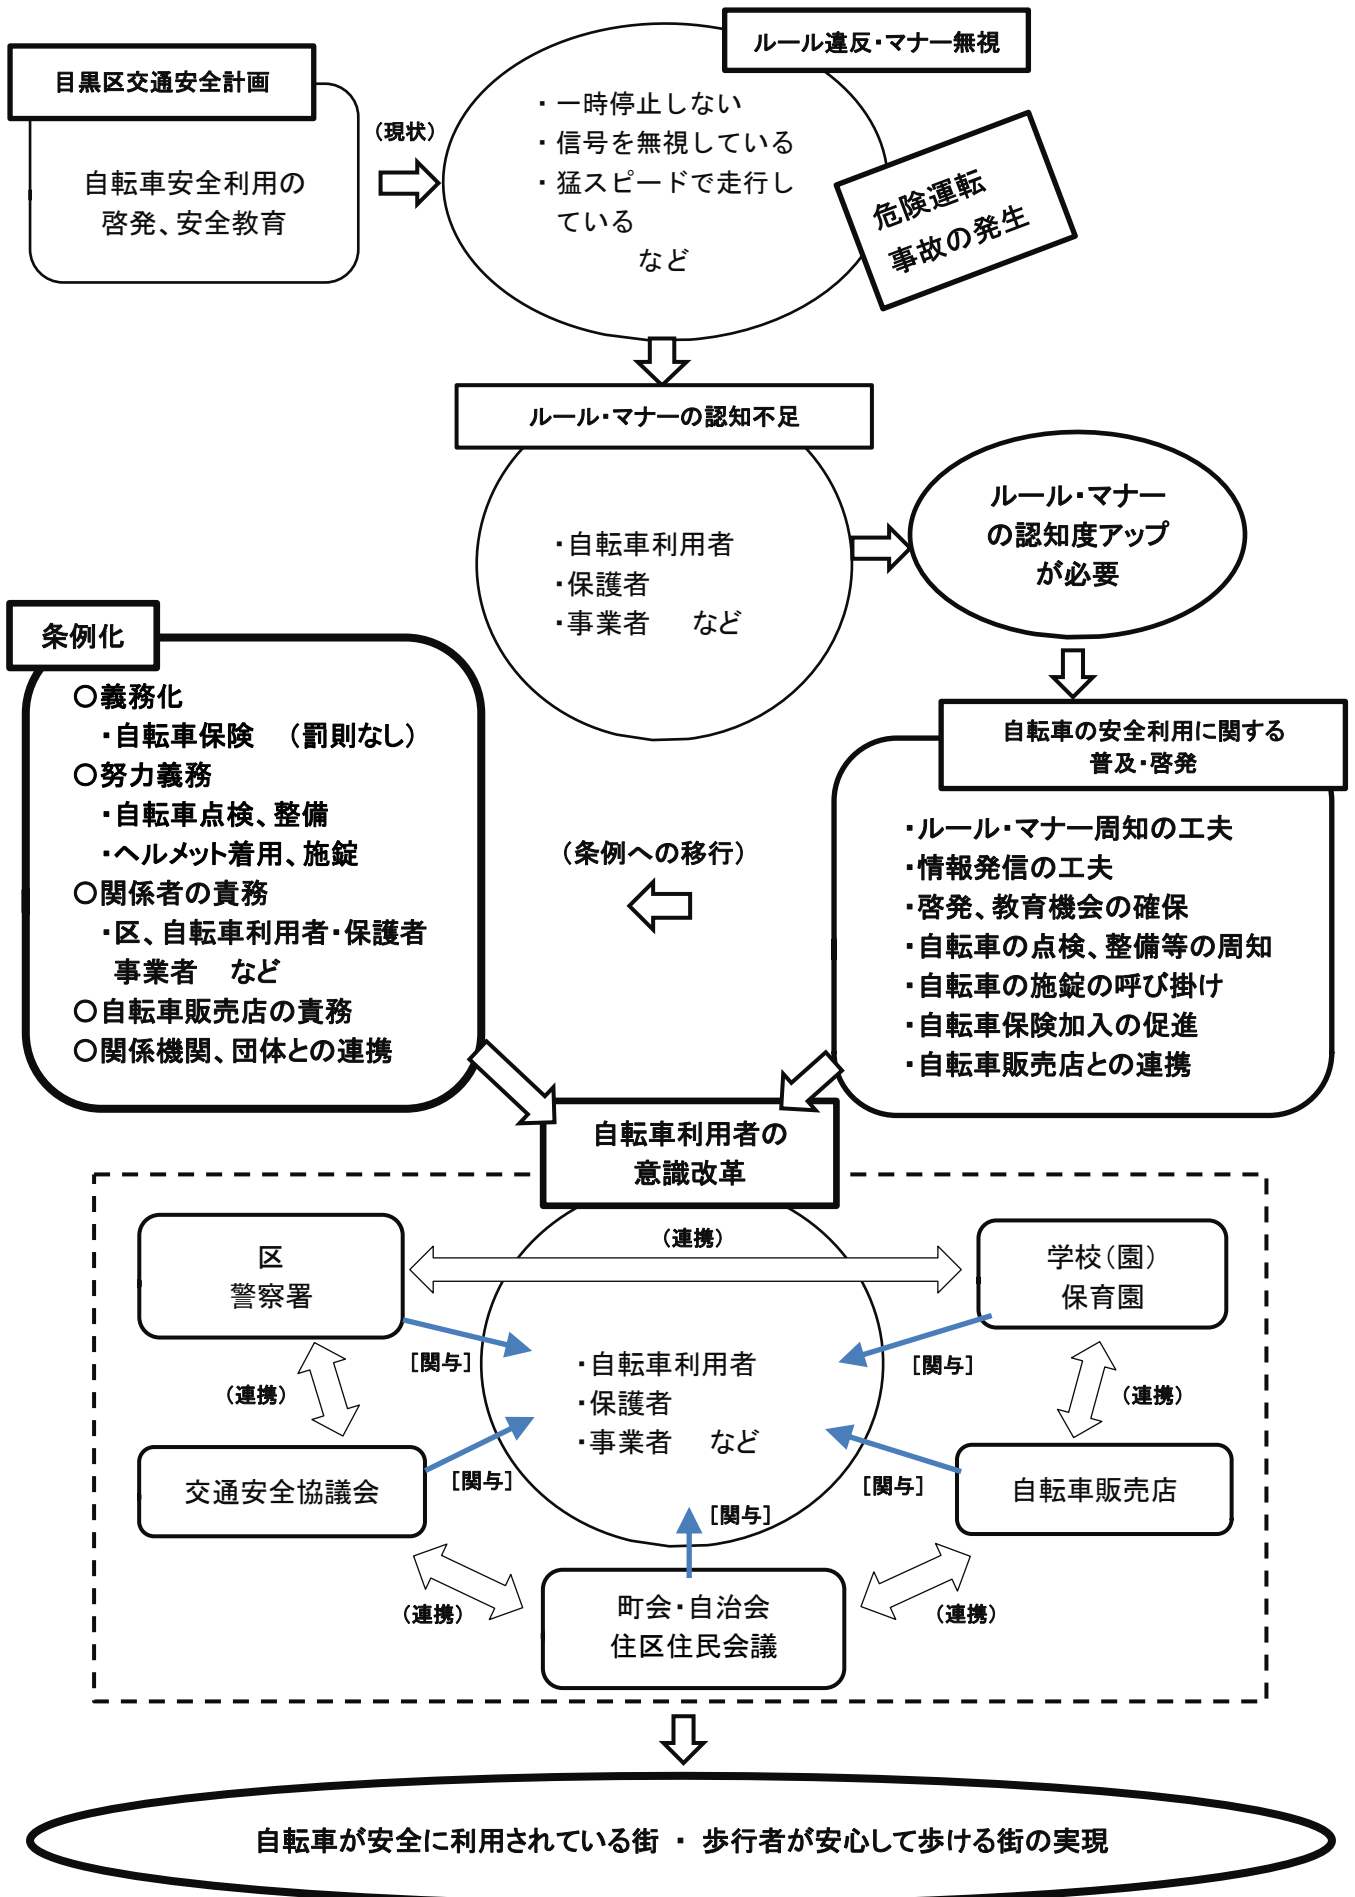 ルール違反・マナー無視
目黒区交通安全計画
自転車安全利用の
啓発、安全教育
（現状）
・一時停止しない
・信号を無視している
・猛スピードで走行し
ている
など
危険運転
事故の発生
ルール・マナーの認知不足
・自転車利用者
・保護者
・事業者　など
ルール・マナー
の認知度アップ
が必要
条例化
○義務化
・自転車保険　（罰則なし）
○努力義務
・自転車点検、整備
・ヘルメット着用、施錠
○関係者の責務
・区、自転車利用者・保護者
事業者　など
○自転車販売店の責務
○関係機関、団体との連携
（条例への移行）
自転車の安全利用に関する
普及・啓発
・ルール・マナー周知の工夫
・情報発信の工夫
・啓発、教育機会の確保
・自転車の点検、整備等の周知
・自転車の施錠の呼び掛け
・自転車保険加入の促進
・自転車販売店との連携
自転車利用者の
意識改革
区
警察署
（連携）
学校（園）
保育園
［関与］
［関与］
（連携）
（連携）
・自転車利用者
・保護者
・事業者　など
交通安全協議会
［関与］
［関与］
自転車販売店
［関与］
（連携）
（連携）
町会・自治会
住区住民会議
自転車が安全に利用されている街 ・ 歩行者が安心して歩ける街の実現